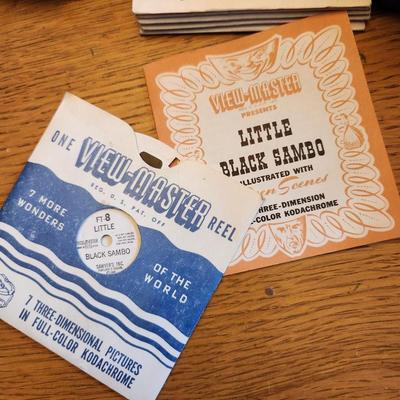 ONE VIEW-MASTER REEL
REG. U. S. PAT. OFF.
7 MORE
WONDERS
OF THE
WORLD
FT-8
LITTLE
BLACK SAMBO
SAWYER'S INC.
7 THREE-DIMENSIONAL PICTURES
IN FULL-COLOR KODACHROME
VIEW-MASTER
PRESENTS
LITTLE
BLACK SAMBO
ILLUSTRATED WITH
Scenes
THREE-DIMENSION
-COLOR KODACHROME